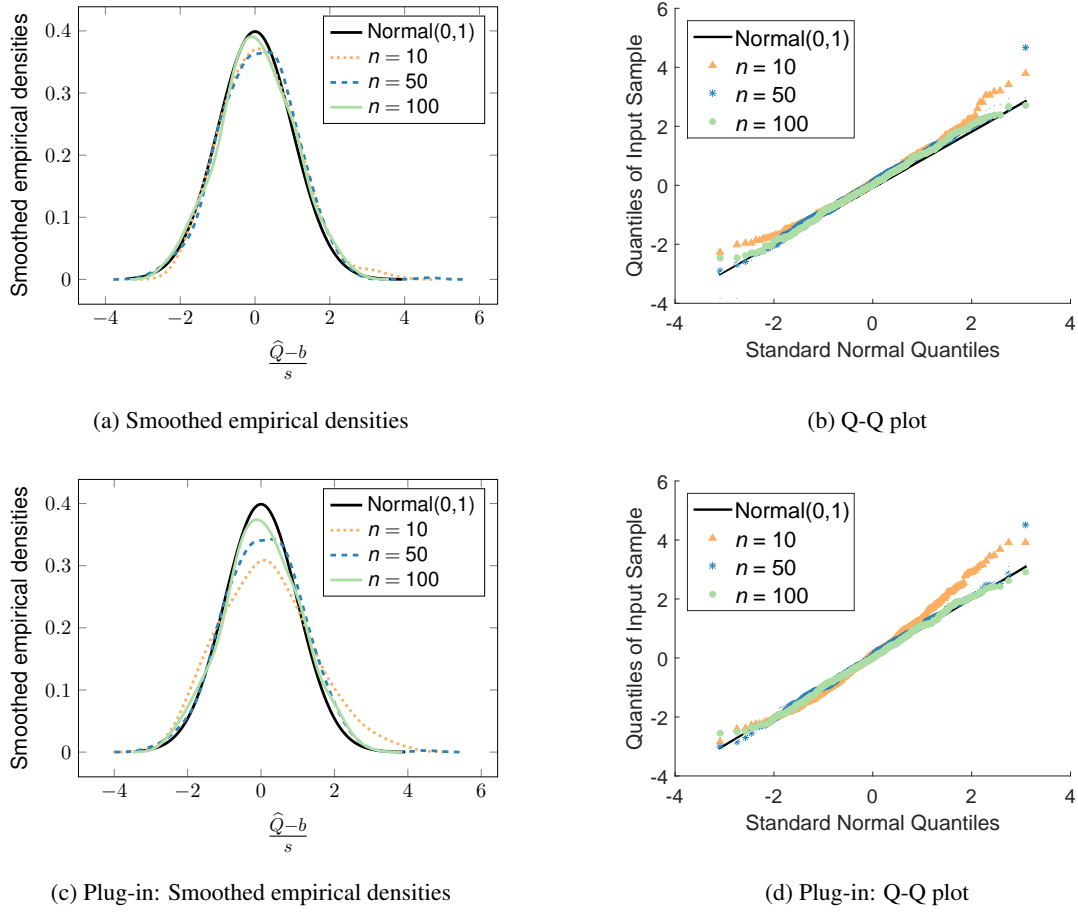 Smoothed empirical densities
0.4
0.3
0.2
0.1
0
−4
−2
0
2
4
6
Normal(0,1)
n = 10
n = 50
n = 100
Q̂−b
s
(a) Smoothed empirical densities
Quantiles of Input Sample
6
4
2
0
-2
-4
-4
-2
0
2
4
Standard Normal Quantiles
Normal(0,1)
n = 10
n = 50
n = 100
(b) Q-Q plot
Smoothed empirical densities
0.4
0.3
0.2
0.1
0
−4
−2
0
2
4
6
Normal(0,1)
n = 10
n = 50
n = 100
Q̂−b
s
(c) Plug-in: Smoothed empirical densities
Quantiles of Input Sample
6
4
2
0
-2
-4
-4
-2
0
2
4
Standard Normal Quantiles
Normal(0,1)
n = 10
n = 50
n = 100
(d) Plug-in: Q-Q plot